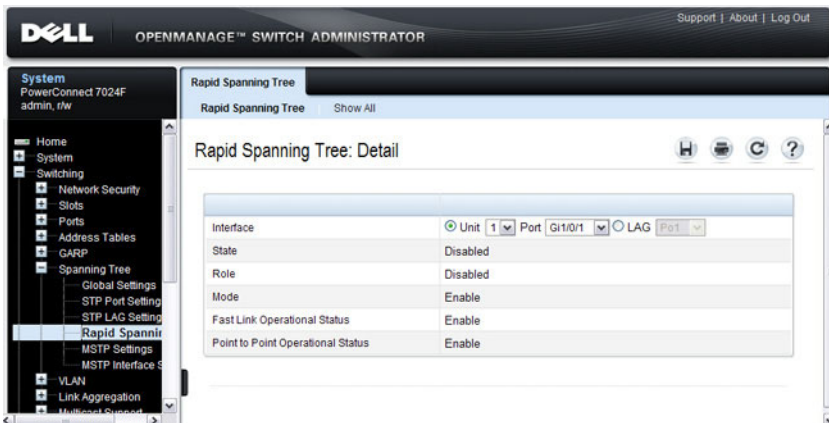 Support | About | Log Out
DELL OPENMANAGE™ SWITCH ADMINISTRATOR
System
PowerConnect 7024F
admin, r/w
Home
System
Switching
Network Security
Slots
Ports
Address Tables
GARP
Spanning Tree
Global Settings
STP Port Setting
STP LAG Setting
Rapid Spannin
MSTP Settings
MSTP Interface S
VLAN
Link Aggregation
Multicast Support
Rapid Spanning Tree
Rapid Spanning Tree Show All
Rapid Spanning Tree: Detail
?
Interface Unit 1 Port Gi1/0/1 LAG Po1
State Disabled
Role Disabled
Mode Enable
Fast Link Operational Status Enable
Point to Point Operational Status Enable